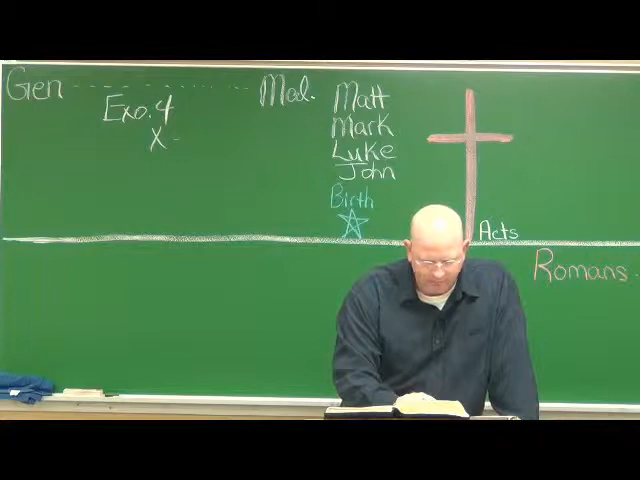 Gen - - - - - - - - - - Mal.
Exo. 4
X -
Matt
Mark
Luke
John
Birth
Acts
Romans -